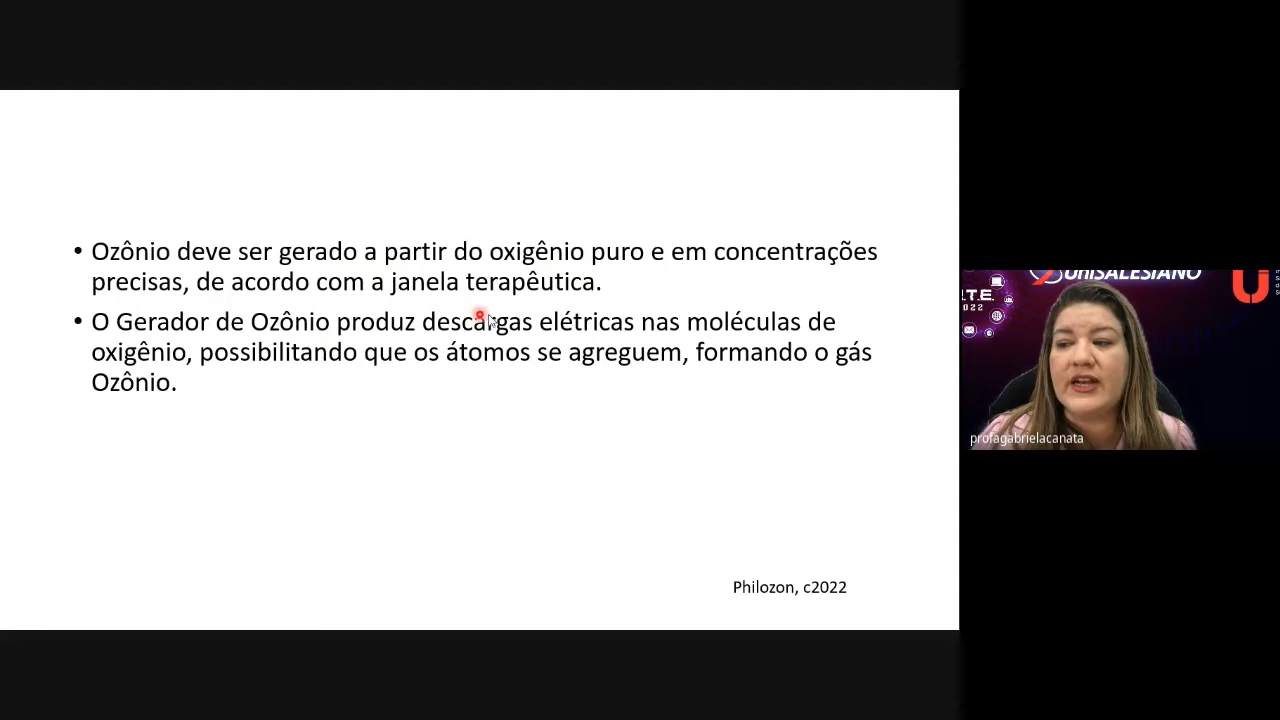 • Ozônio deve ser gerado a partir do oxigênio puro e em concentrações
precisas, de acordo com a janela terapêutica.
• O Gerador de Ozônio produz descargas elétricas nas moléculas de
oxigênio, possibilitando que os átomos se agreguem, formando o gás
Ozônio.
Philozon, c2022
UNISALESIANO
.T.E.
022
profagabrielacanata